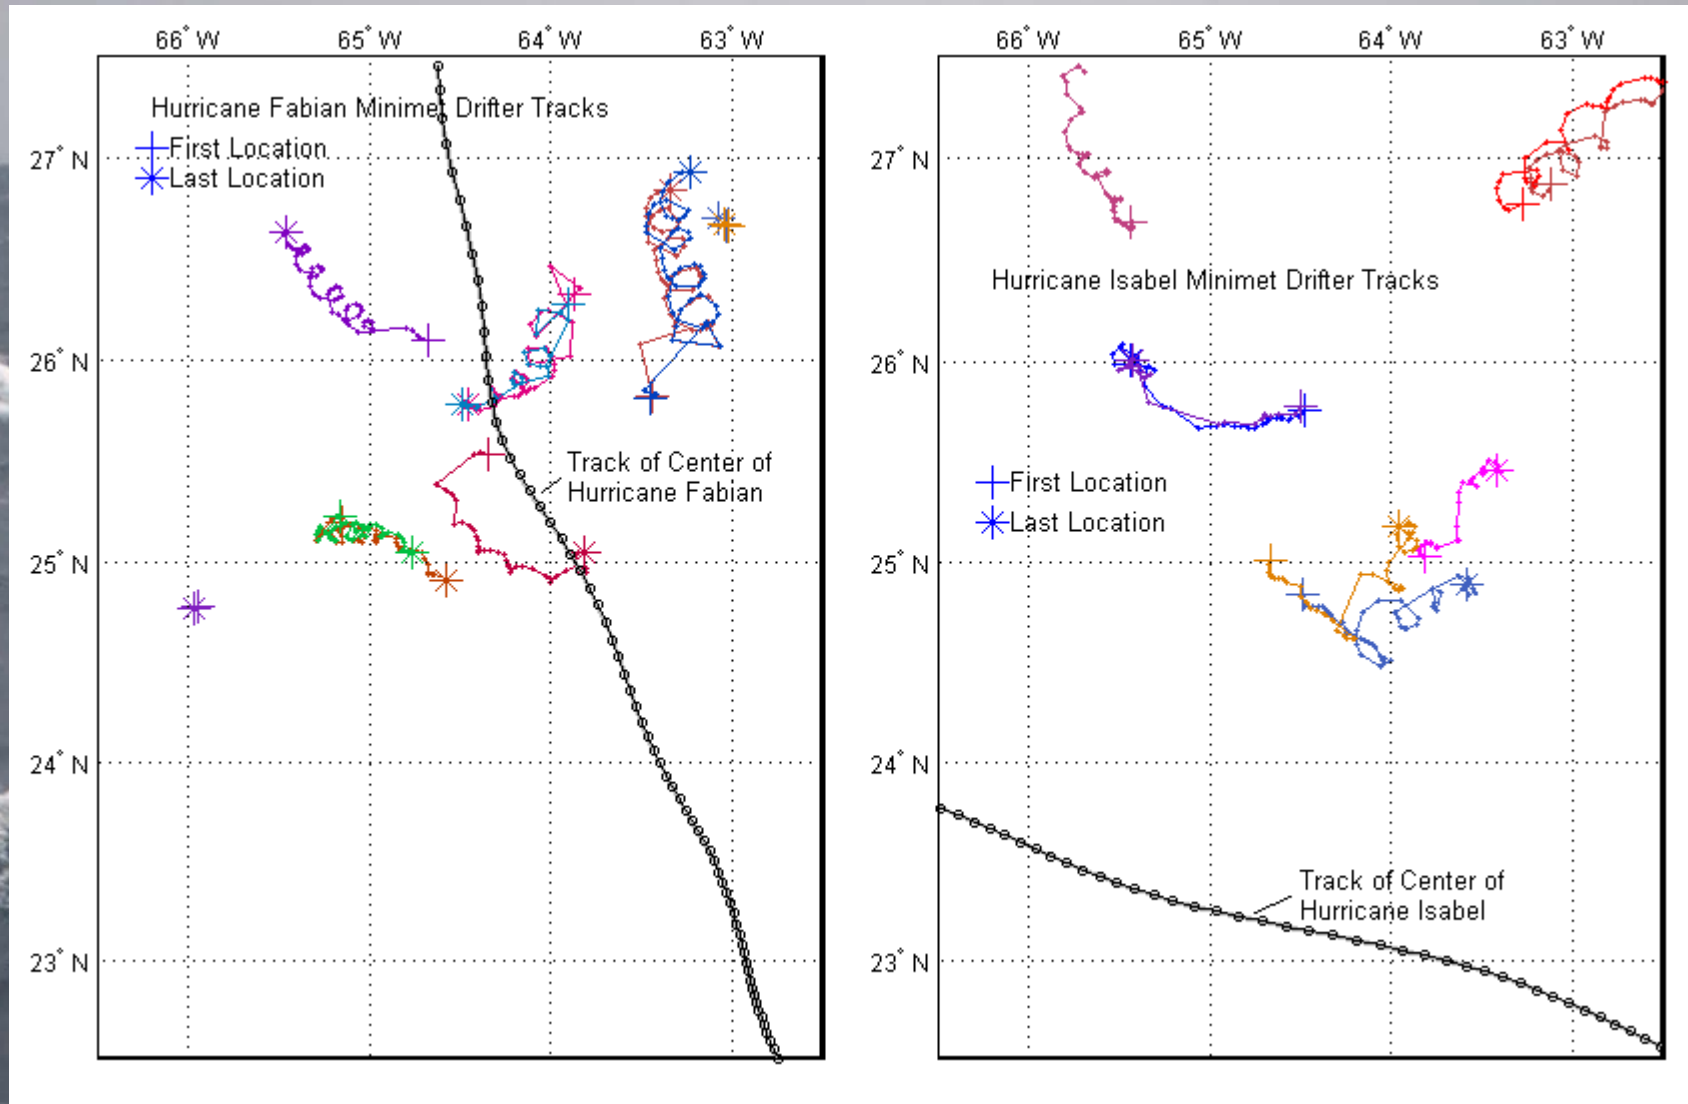 66° W 65° W 64° W 63° W
Hurricane Fabian Minimet Drifter Tracks
First Location
Last Location
27° N
26° N
Track of Center of
Hurricane Fabian
25° N
24° N
23° N
66° W 65° W 64° W 63° W
27° N
Hurricane Isabel Minimet Drifter Tracks
26° N
First Location
Last Location
25° N
24° N
Track of Center of
Hurricane Isabel
23° N